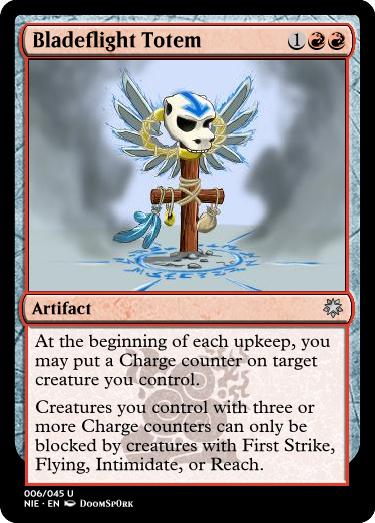 Bladeflight Totem 1
Artifact
At the beginning of each upkeep, you
may put a Charge counter on target
creature you control.
Creatures you control with three or
more Charge counters can only be
blocked by creatures with First Strike,
Flying, Intimidate, or Reach.
006/045 U
NIE • EN DoomSp0rk